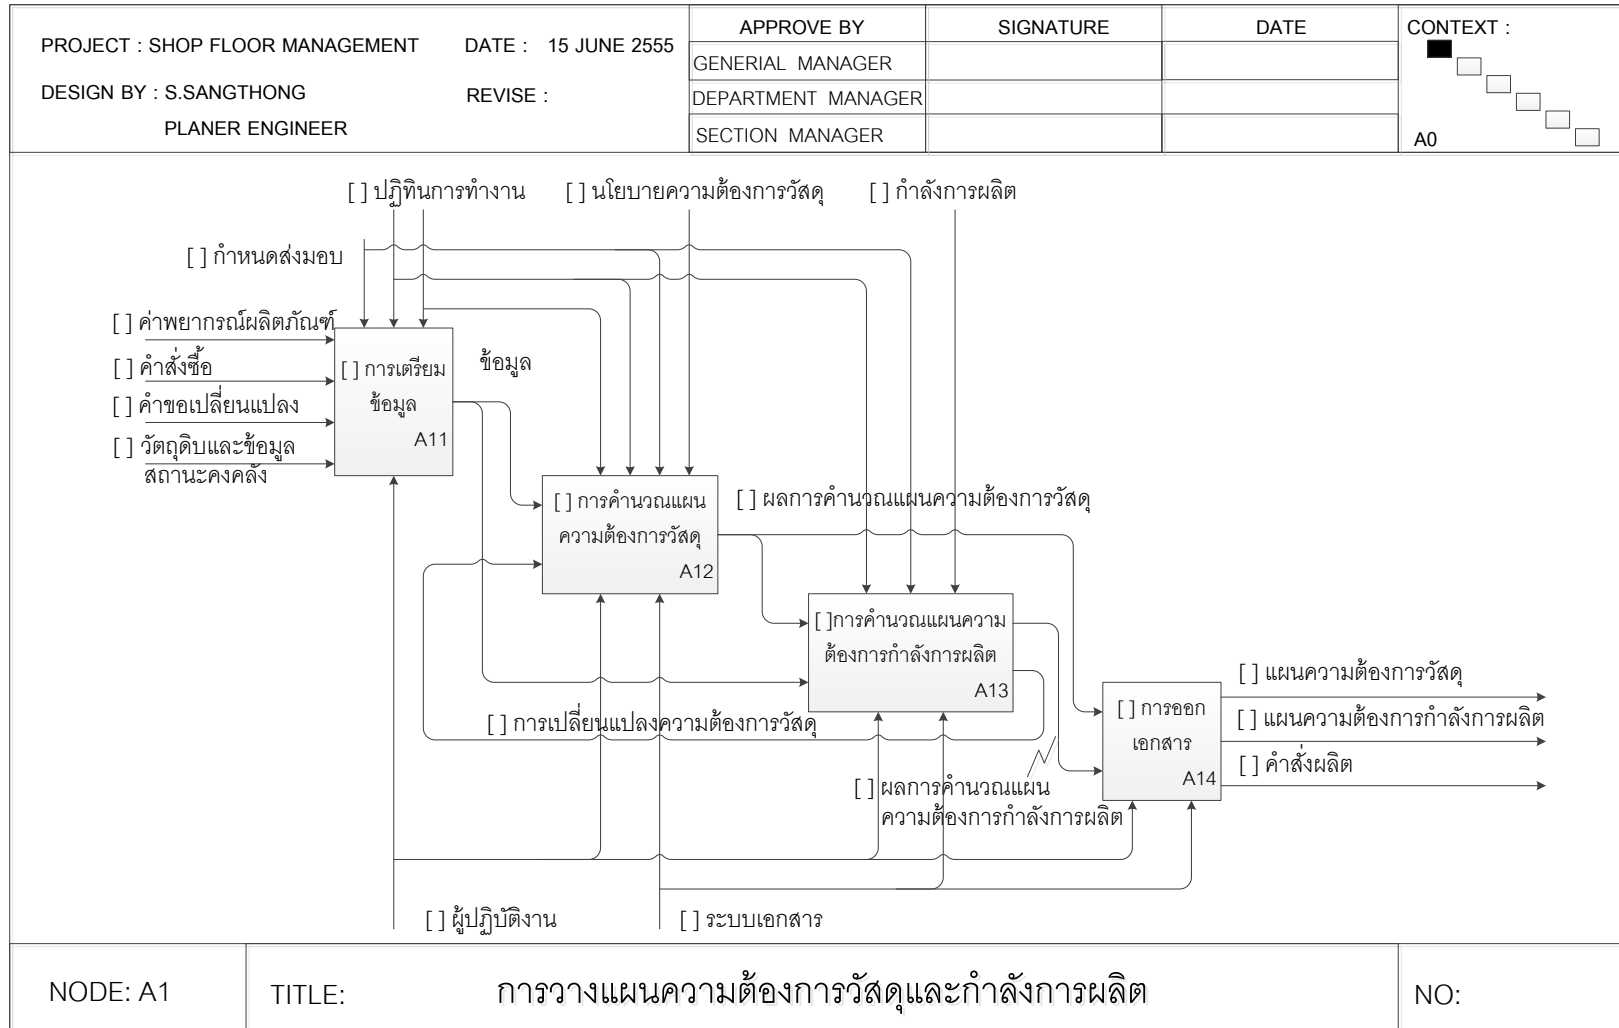 PROJECT : SHOP FLOOR MANAGEMENT
DATE :   15 JUNE 2555
DESIGN BY : S.SANGTHONG
REVISE :
PLANER ENGINEER
APPROVE BY
SIGNATURE
DATE
GENERIAL  MANAGER
DEPARTMENT  MANAGER
SECTION  MANAGER
CONTEXT :
A0
[ ] ปฏิทินการทำงาน
[ ] นโยบายความต้องการวัสดุ
[ ] กำลังการผลิต
[ ] กำหนดส่งมอบ
[ ] ค่าพยากรณ์ผลิตภัณฑ์
[ ] คำสั่งซื้อ
[ ] คำขอเปลี่ยนแปลง
[ ] วัตถุดิบและข้อมูล
สถานะคงคลัง
[ ] การเตรียม
ข้อมูล
A11
ข้อมูล
[ ] การคำนวณแผน
ความต้องการวัสดุ
A12
[ ] ผลการคำนวณแผนความต้องการวัสดุ
[ ]การคำนวณแผนความ
ต้องการกำลังการผลิต
A13
[ ] การเปลี่ยนแปลงความต้องการวัสดุ
[ ] ผลการคำนวณแผน
ความต้องการกำลังการผลิต
[ ] การออก
เอกสาร
A14
[ ] แผนความต้องการวัสดุ
[ ] แผนความต้องการกำลังการผลิต
[ ] คำสั่งผลิต
[ ] ผู้ปฏิบัติงาน
[ ] ระบบเอกสาร
NODE: A1
TITLE:
การวางแผนความต้องการวัสดุและกำลังการผลิต
NO: